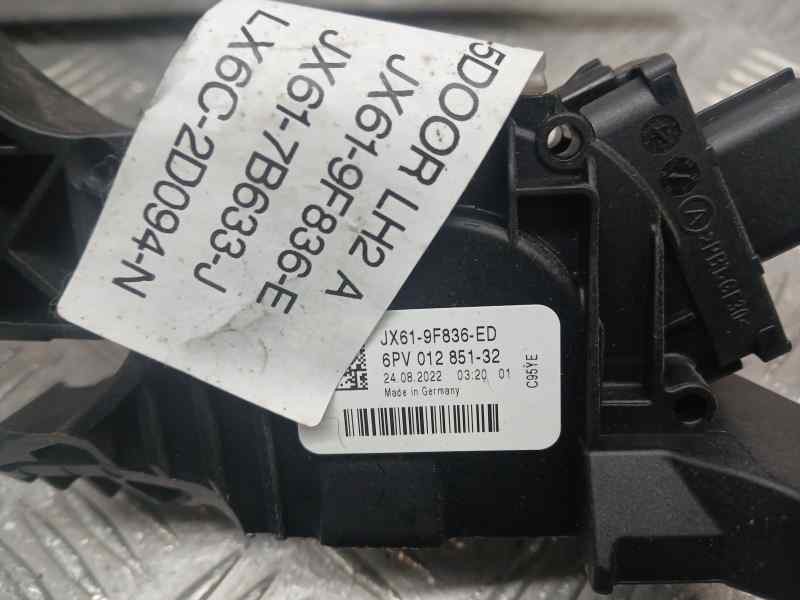 5DOOR LH2 A
JX61-9F836-E
JX61-7B633-J
LX6C-2D094-N
JX61-9F836-ED
6PV 012 851-32
24.08.2022 03:20 01
Made in Germany
C95YE